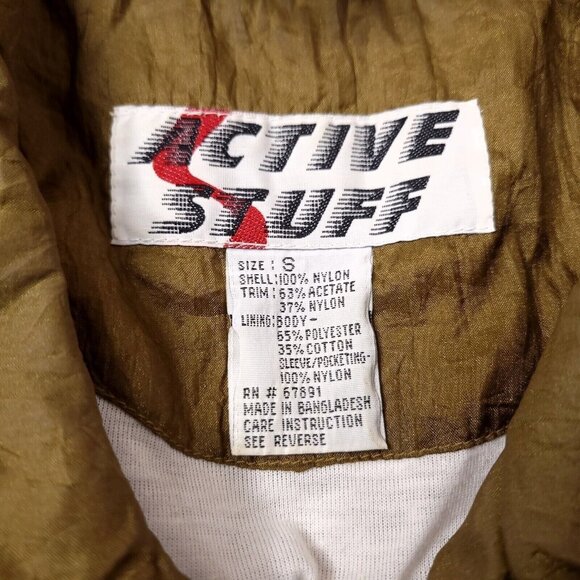 ACTIVE
STUFF
SIZE : S
SHELL:100% NYLON
TRIM : 63% ACETATE
37% NYLON
LINING:BODY-
65% POLYESTER
35% COTTON
SLEEVE/POCKETING-
100% NYLON
RN # 67891
MADE IN BANGLADESH
CARE INSTRUCTION
SEE REVERSE